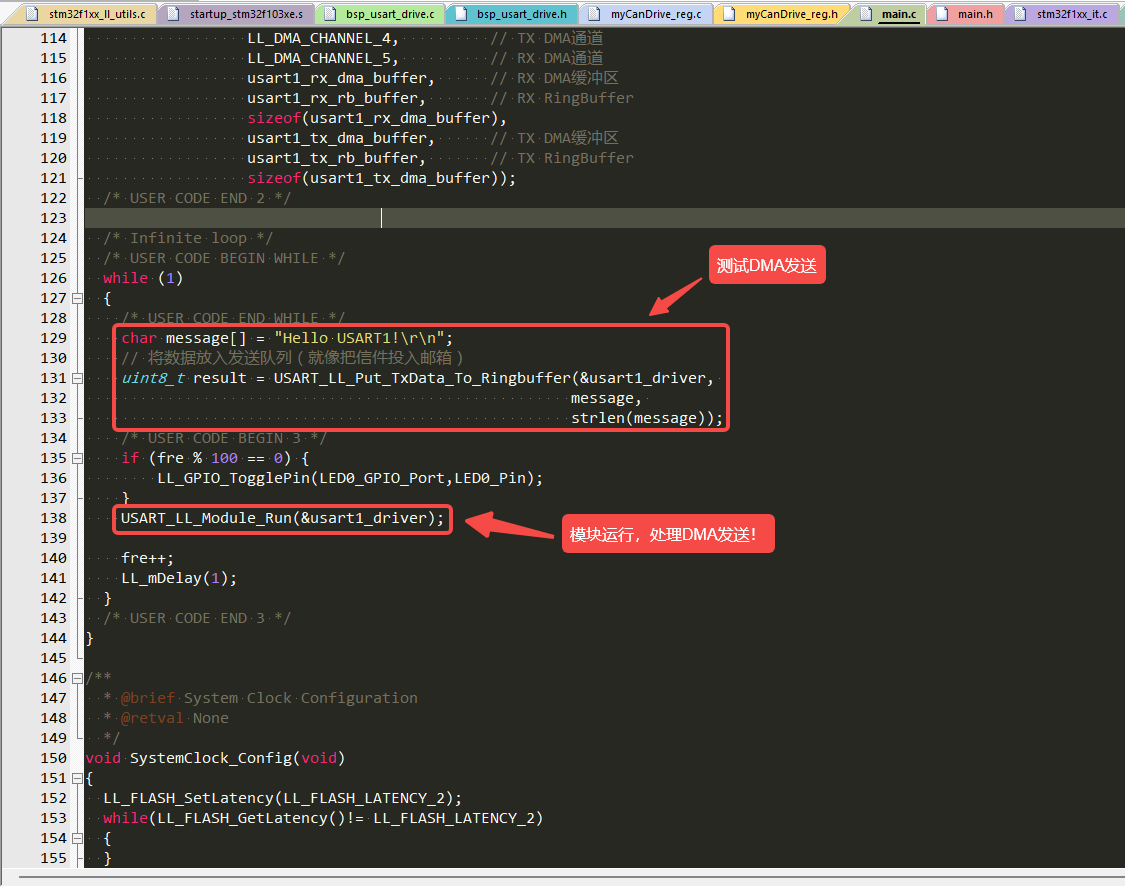 stm32f1xx_ll_utils.c startup_stm32f103xe.s bsp_usart_drive.c bsp_usart_drive.h myCanDrive_reg.c myCanDrive_reg.h main.c main.h stm32f1xx_it.c
114 LL_DMA_CHANNEL_4, // TX DMA通道
115 LL_DMA_CHANNEL_5, // RX DMA通道
116 usart1_rx_dma_buffer, // RX DMA缓冲区
117 usart1_rx_rb_buffer, // RX RingBuffer
118 sizeof(usart1_rx_dma_buffer),
119 usart1_tx_dma_buffer, // TX DMA缓冲区
120 usart1_tx_rb_buffer, // TX RingBuffer
121 sizeof(usart1_tx_dma_buffer));
122 /* USER CODE END 2 */
123
124 /* Infinite loop */
125 /* USER CODE BEGIN WHILE */
测试DMA发送
126 while (1)
127 {
128 /* USER CODE END WHILE */
129 char message[] = "Hello USART1!\r\n";
130 // 将数据放入发送队列（就像把信件投入邮箱）
131 uint8_t result = USART_LL_Put_TxData_To_Ringbuffer(&usart1_driver,
132 message,
133 strlen(message));
134 /* USER CODE BEGIN 3 */
135 if (fre % 100 == 0) {
136 LL_GPIO_TogglePin(LED0_GPIO_Port,LED0_Pin);
137 }
138 USART_LL_Module_Run(&usart1_driver);
模块运行，处理DMA发送！
139
140 fre++;
141 LL_mDelay(1);
142 }
143 /* USER CODE END 3 */
144 }
145
146 /**
147 * @brief System Clock Configuration
148 * @retval None
149 */
150 void SystemClock_Config(void)
151 {
152 LL_FLASH_SetLatency(LL_FLASH_LATENCY_2);
153 while(LL_FLASH_GetLatency()!= LL_FLASH_LATENCY_2)
154 {
155 }